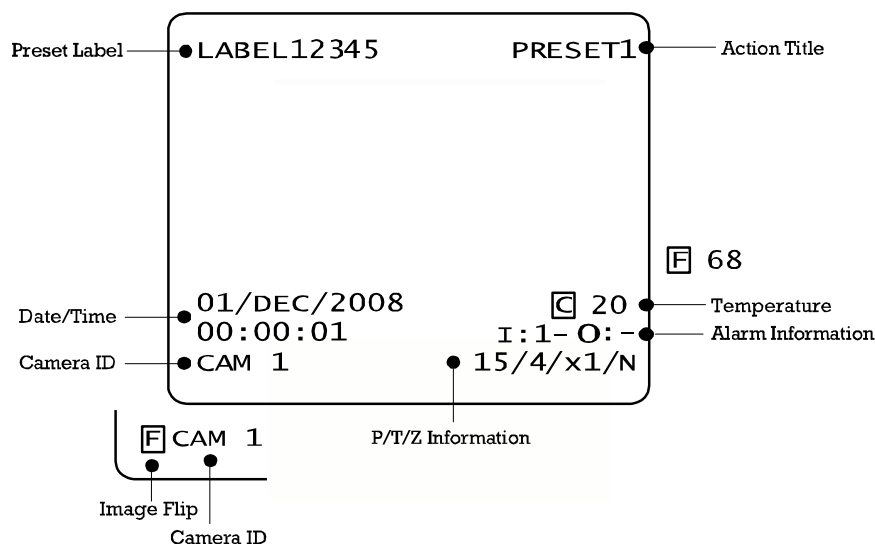 Preset Label LABEL12345 PRESET1 Action Title
F 68
01/DEC/2008 C 20 Temperature
Date/Time
00:00:01 I:1- O:- Alarm Information
Camera ID CAM 1 15/4/x1/N
F CAM 1 P/T/Z Information
Image Flip
Camera ID